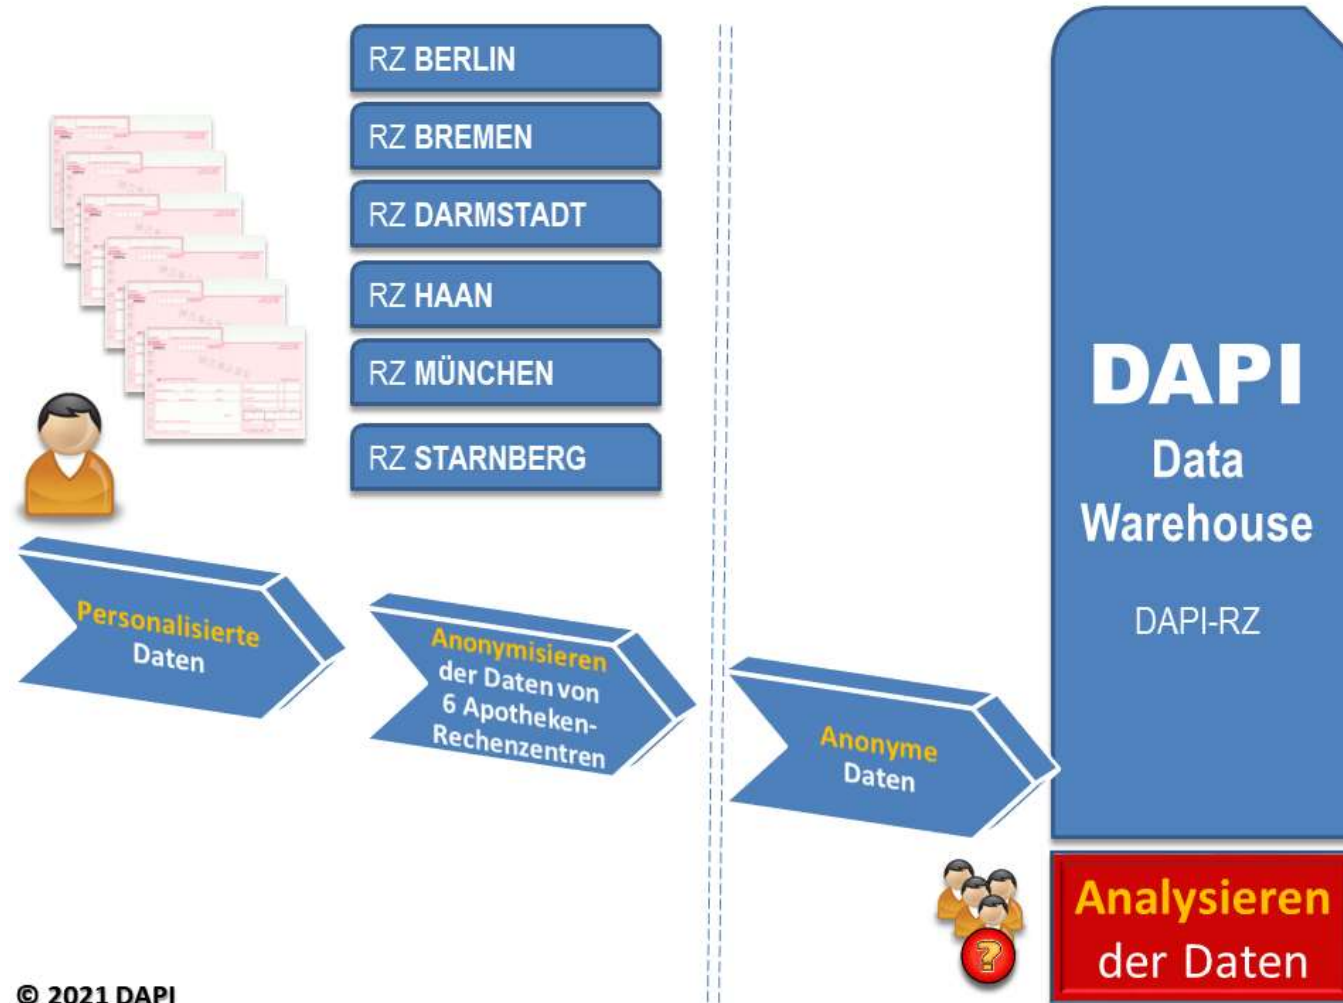 RZ BERLIN
RZ BREMEN
RZ DARMSTADT
RZ HAAN
RZ MÜNCHEN
RZ STARNBERG
Personalisierte
Daten
Anonymisieren
der Daten von
6 Apotheken-
Rechenzentren
Anonyme
Daten
DAPI
Data
Warehouse
DAPI-RZ
?
Analysieren
der Daten
© 2021 DAPI